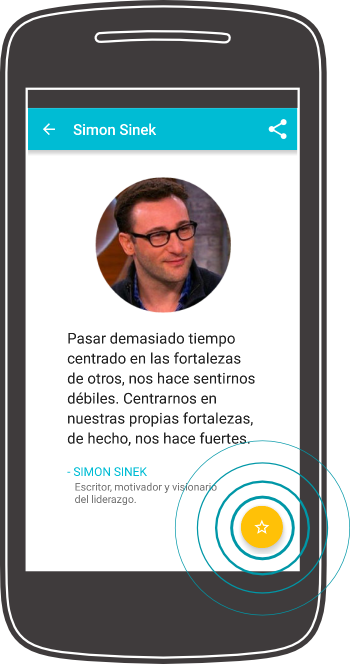 Simon Sinek
Pasar demasiado tiempo
centrado en las fortalezas
de otros, nos hace sentirnos
débiles. Centrarnos en
nuestras propias fortalezas,
de hecho, nos hace fuertes.
- SIMON SINEK
Escritor, motivador y visionario
del liderazgo.